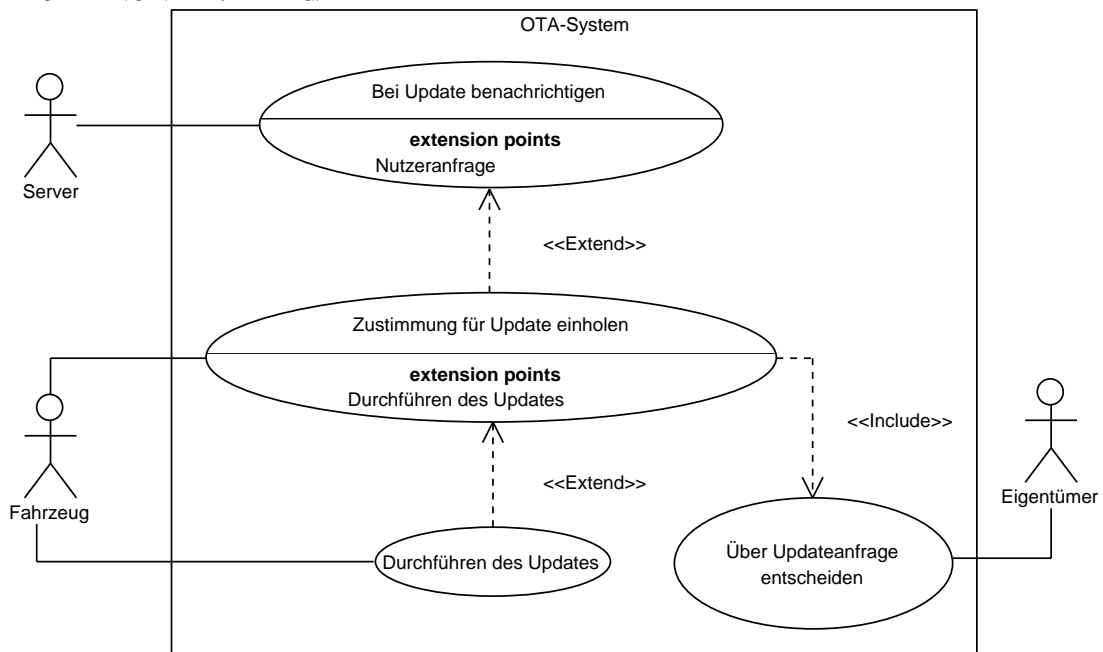 OTA-System
Bei Update benachrichtigen
extension points
Nutzeranfrage
Server
<<Extend>>
Zustimmung für Update einholen
extension points
Durchführen des Updates
<<Include>>
<<Extend>>
Fahrzeug
Eigentümer
Durchführen des Updates
Über Updateanfrage
entscheiden